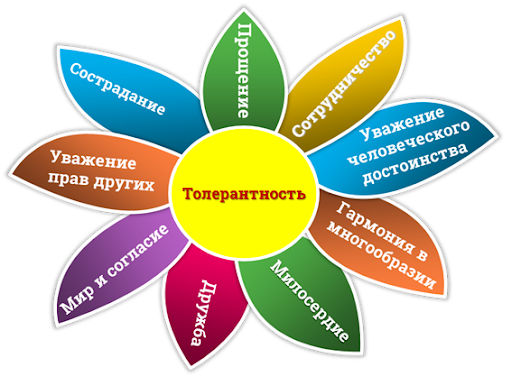 Толерантность
Прощение
Сотрудничество
Уважение
человеческого
достоинства
Гармония в
многообразии
Милосердие
Дружба
Мир и согласие
Уважение
прав других
Сострадание